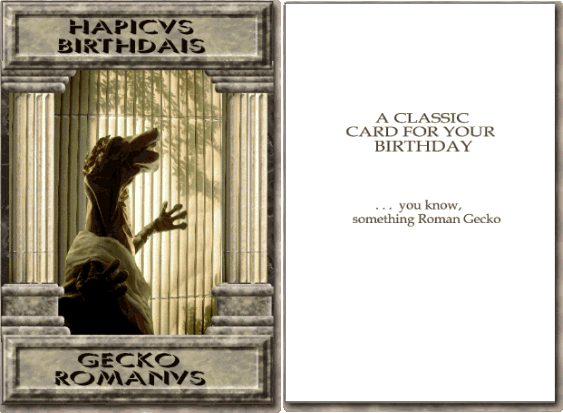 HAPICVS
BIRTHDAIS
GECKO
ROMANVS
A CLASSIC
CARD FOR YOUR
BIRTHDAY
. . . you know,
something Roman Gecko